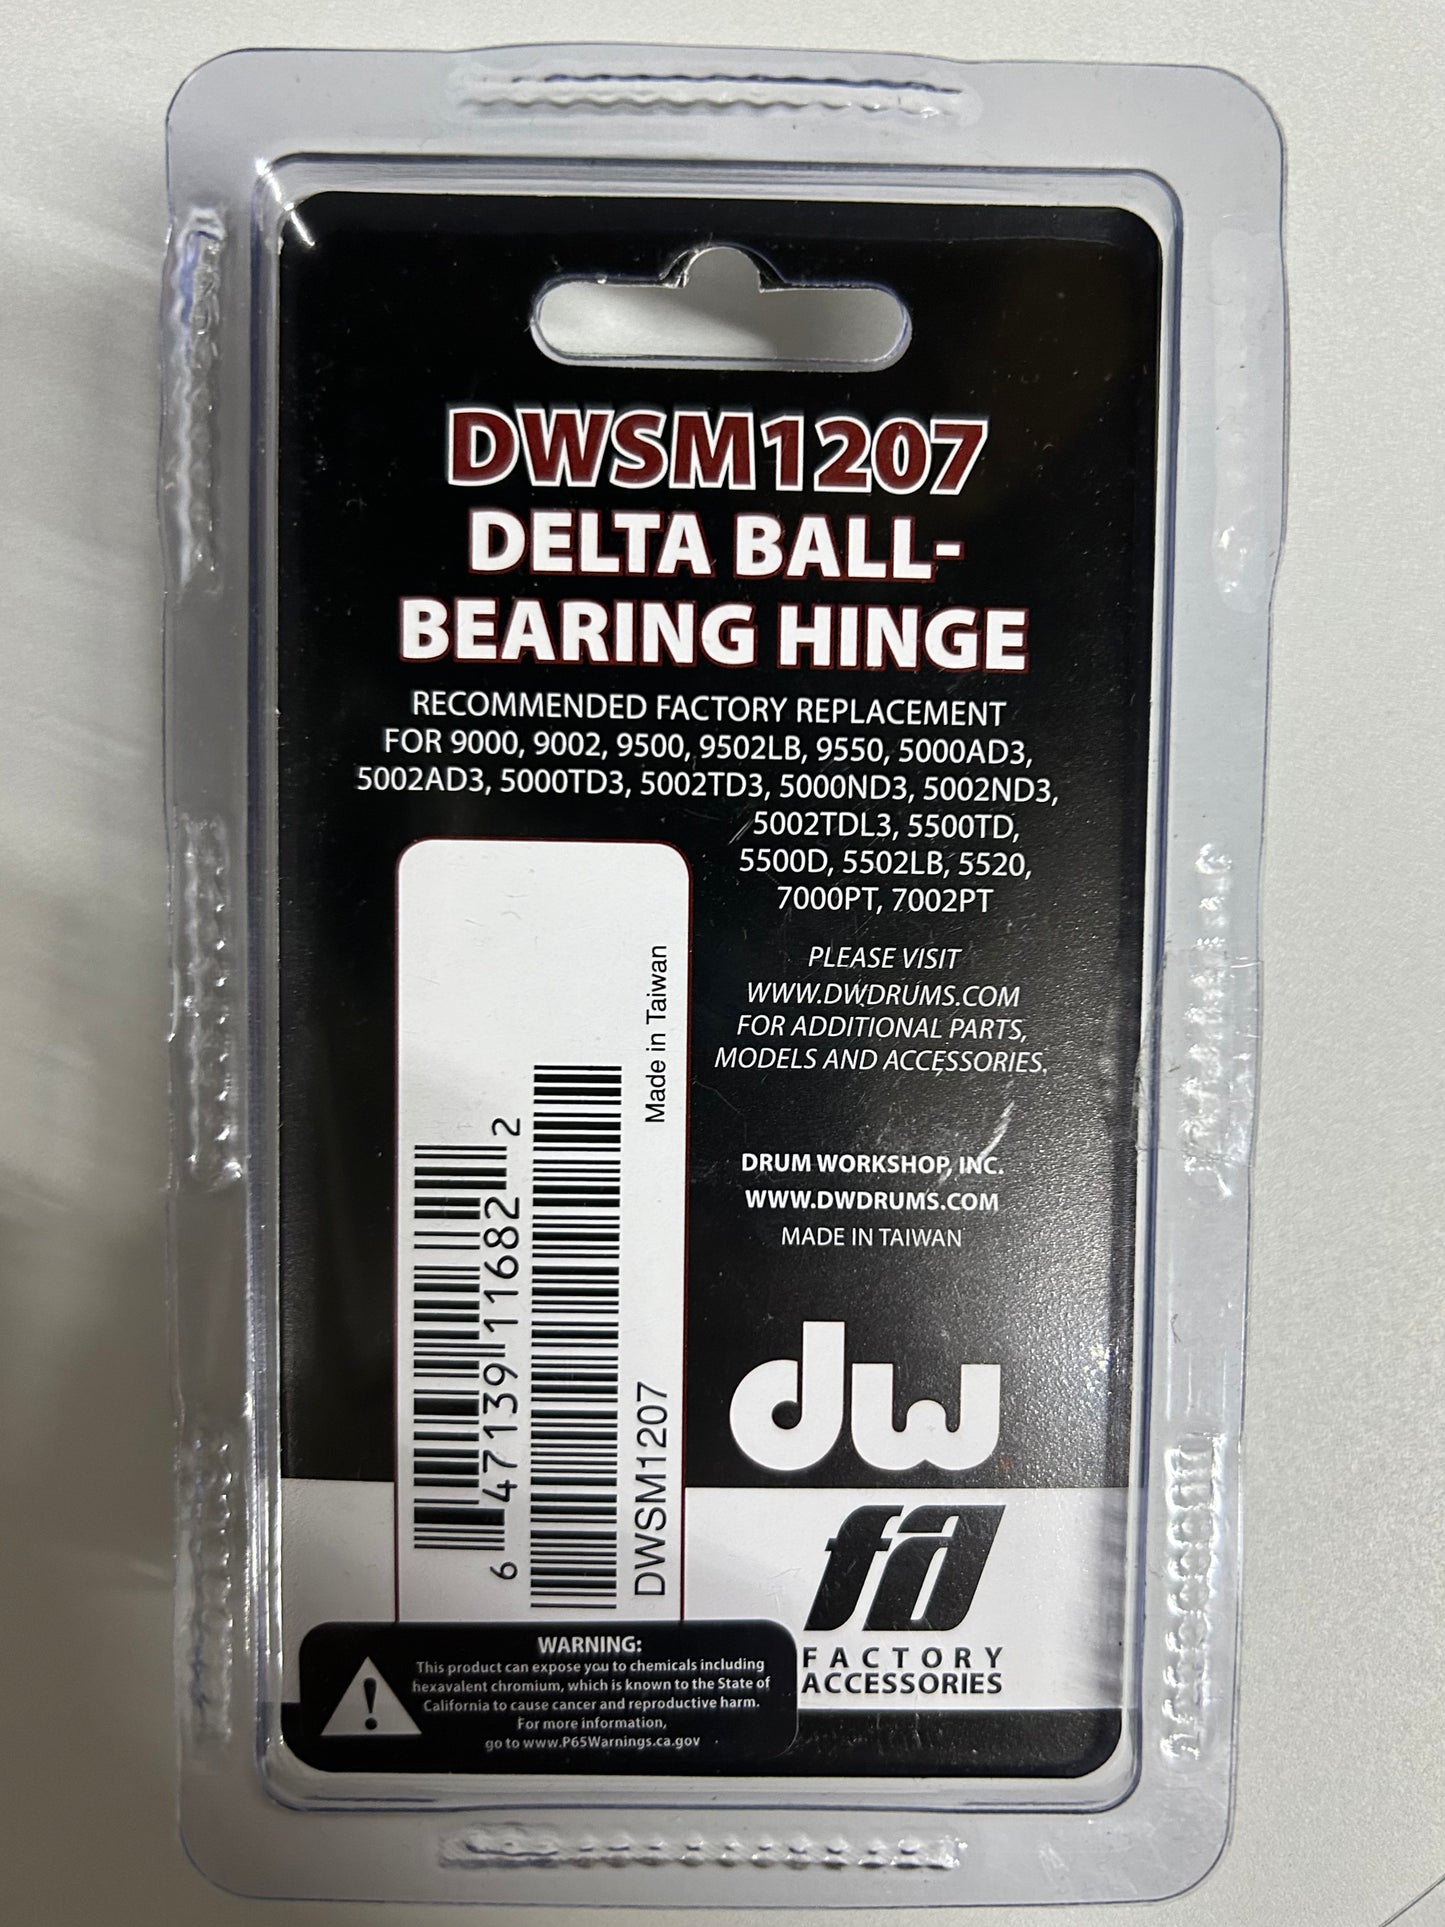 DWSM1207
DELTA BALL-
BEARING HINGE
RECOMMENDED FACTORY REPLACEMENT
FOR 9000, 9002, 9500, 9502LB, 9550, 5000AD3,
5002AD3, 5000TD3, 5002TD3, 5000ND3, 5002ND3,
5002TDL3, 5500TD,
5500D, 5502LB, 5520,
7000PT, 7002PT
PLEASE VISIT
WWW.DWDRUMS.COM
FOR ADDITIONAL PARTS,
MODELS AND ACCESSORIES.
DRUM WORKSHOP, INC.
WWW.DWDRUMS.COM
MADE IN TAIWAN
dw
fa
FACTORY
ACCESSORIES
6 47139 11682 2
DWSM1207
Made in Taiwan
WARNING:
This product can expose you to chemicals including
hexavalent chromium, which is known to the State of
California to cause cancer and reproductive harm.
For more information,
go to www.P65Warnings.ca.gov